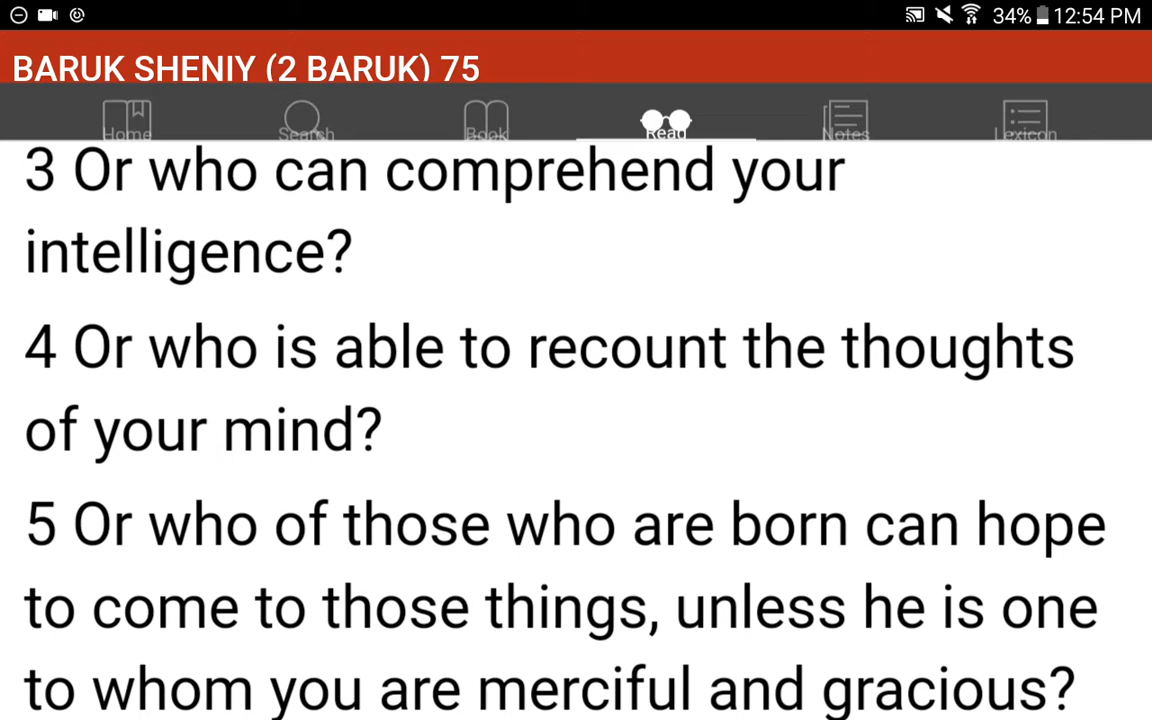 34% 12:54 PM
BARUK SHENIY (2 BARUK) 75
Home Search Book Read Notes Lexicon
3 Or who can comprehend your
intelligence?
4 Or who is able to recount the thoughts
of your mind?
5 Or who of those who are born can hope
to come to those things, unless he is one
to whom you are merciful and gracious?